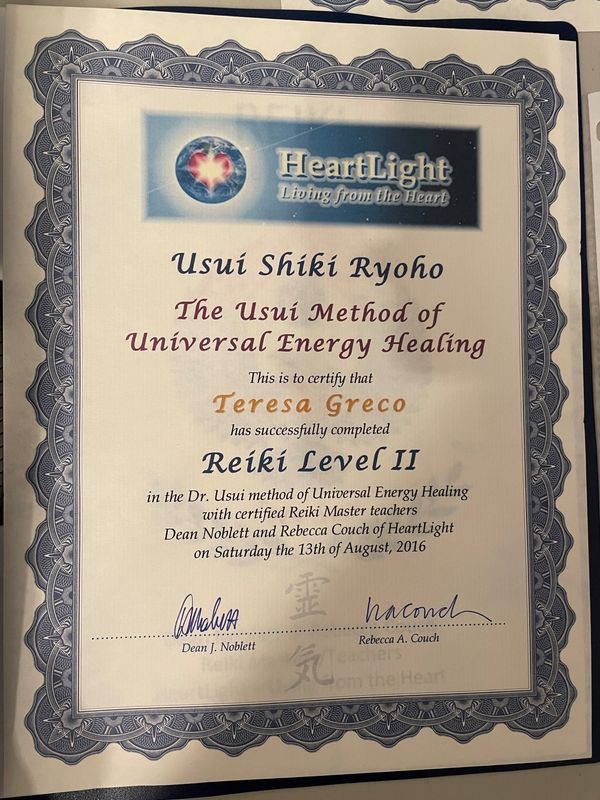 HeartLight
Living from the Heart
Usui Shiki Ryoho
The Usui Method of
Universal Energy Healing
This is to certify that
Teresa Greco
has successfully completed
Reiki Level II
in the Dr. Usui method of Universal Energy Healing
with certified Reiki Master teachers
Dean Noblett and Rebecca Couch of HeartLight
on Saturday the 13th of August, 2016
靈
氣
Dean J. Noblett
Rebecca A. Couch